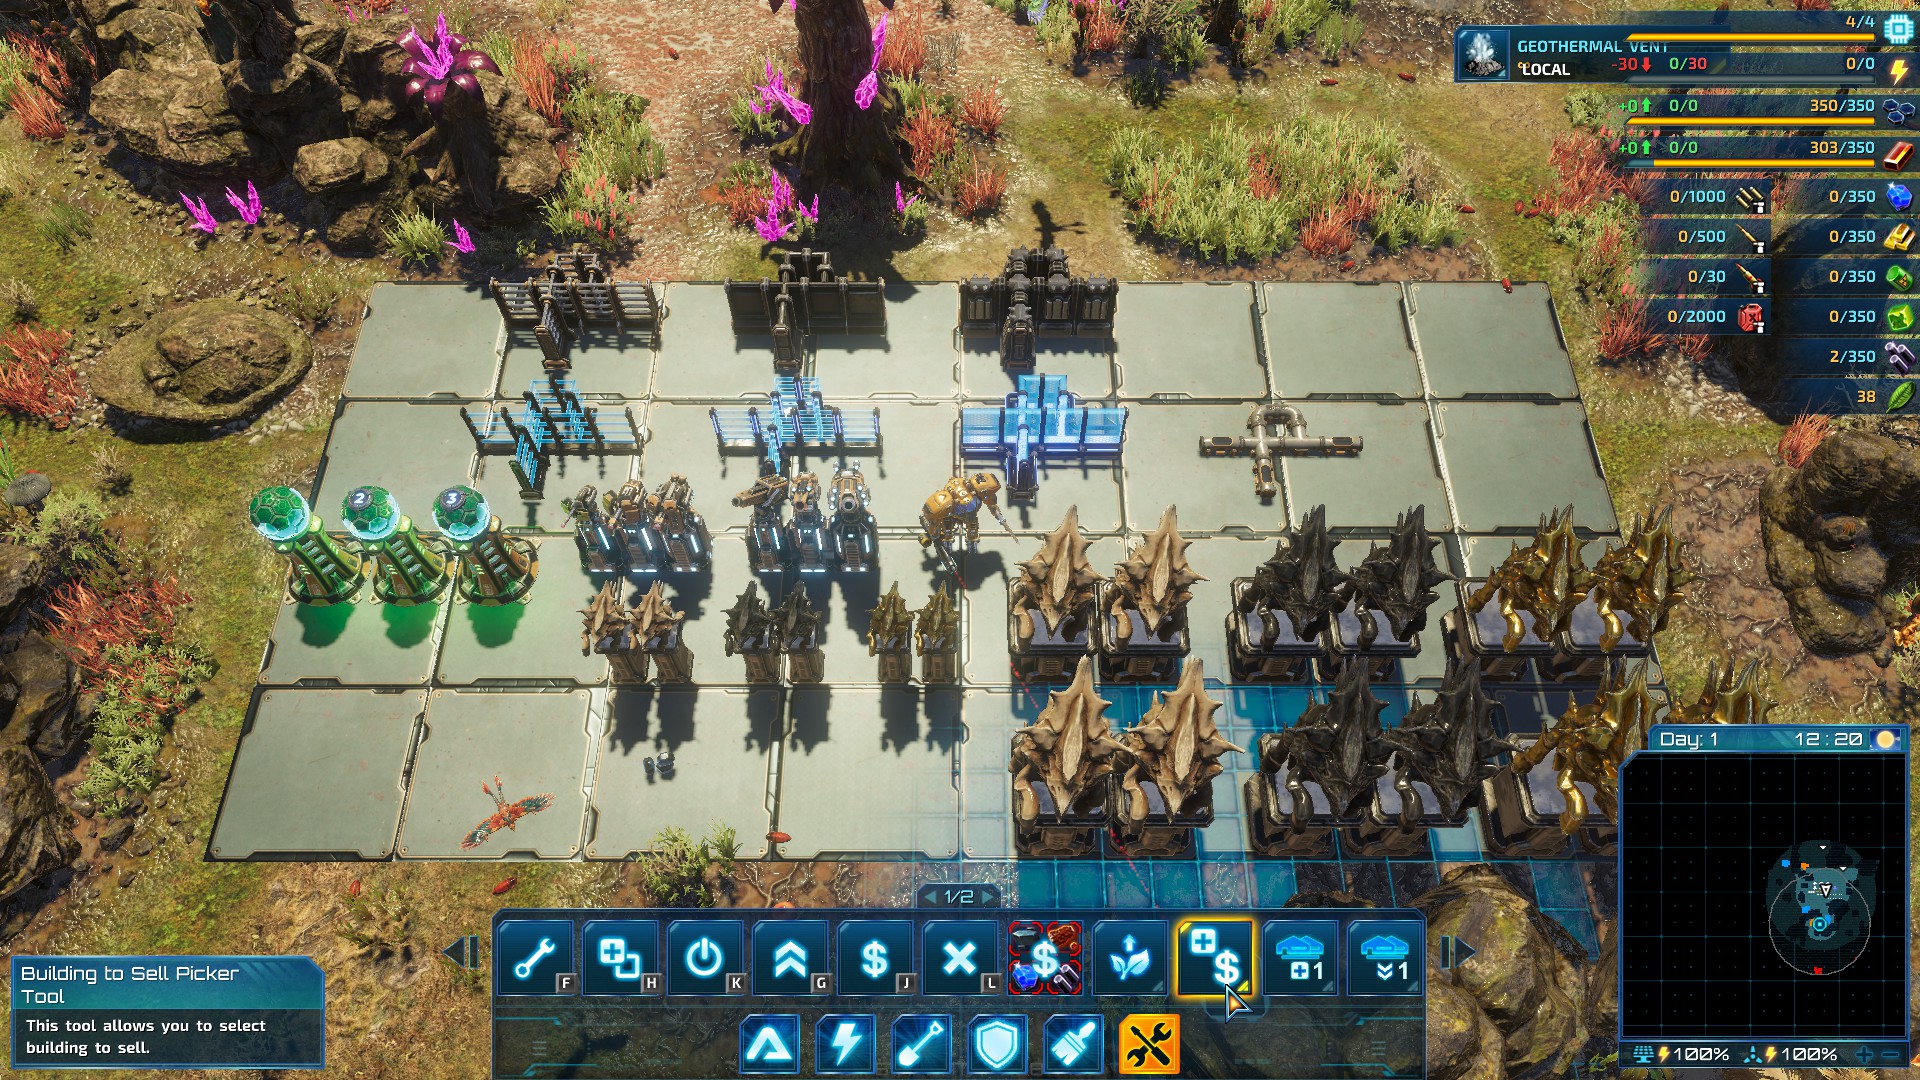 4/4
GEOTHERMAL VENT
LOCAL
-30 0/30 0/0
+0 0/0 350/350
+0 0/0 303/350
0/1000 0/350
0/500 0/350
0/30 0/350
0/2000 0/350
2/350
38
2
3
Day: 1 12:20
1/2
F
H
K
G
$ J
L
$
$
1
1
Building to Sell Picker
Tool
This tool allows you to select
building to sell.
100% 100%